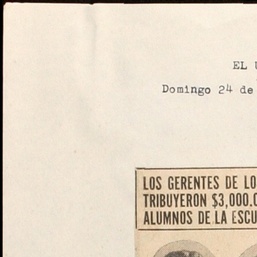 EL
Domingo 24 de
LOS GERENTES DE LO
TRIBUYERON $3,000.0
ALUMNOS DE LA ESCU